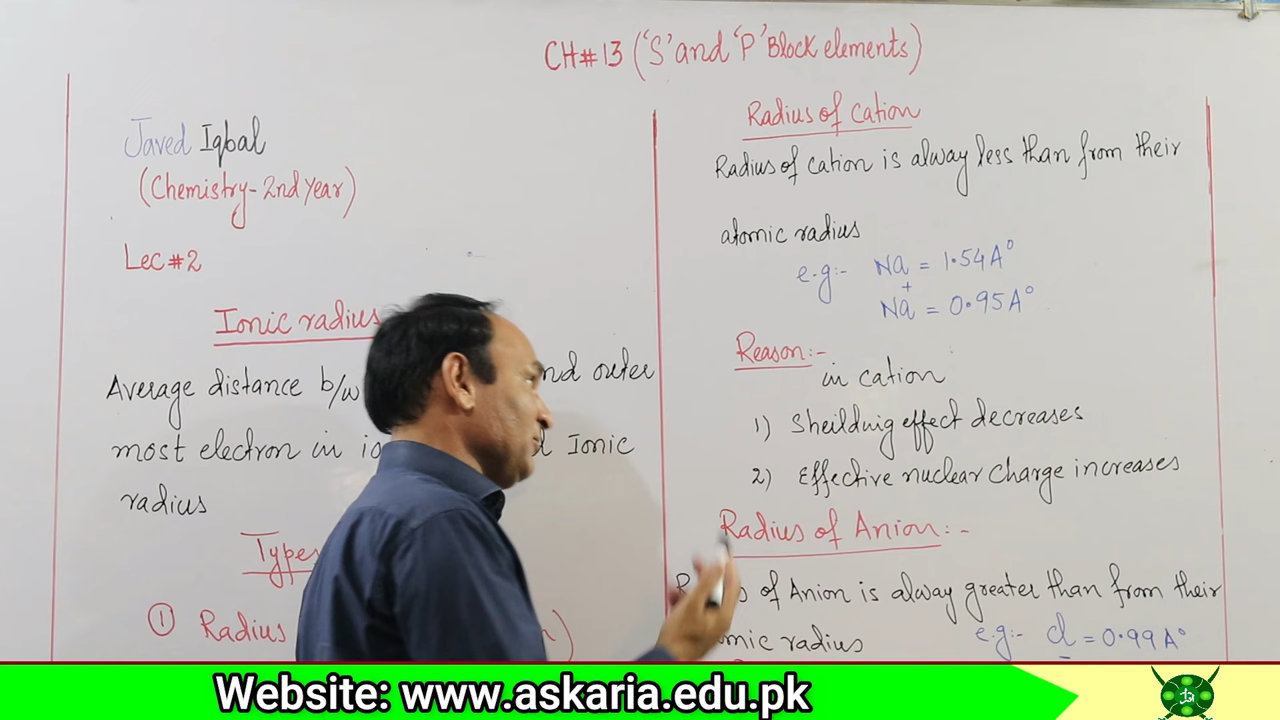 CH#13 ('S' and 'P' Block elements)
Javed Iqbal
(Chemistry-2nd Year)
Lec#2
Ionic radius
Average distance b/w nd outer
most electron in Ionic
radius
Types
① Radius
Radius of Cation
Radius of cation is alway less than from their
atomic radius
e.g:- Na = 1.54A°
Na+ = 0.95A°
Reason:-
in cation
1) Sheilduig effect decreases
2) Effective nuclear charge increases
Radius of Anion:-
of Anion is alway greater than from their
radius e.g:- Cl = 0.99A°
Website: www.askaria.edu.pk